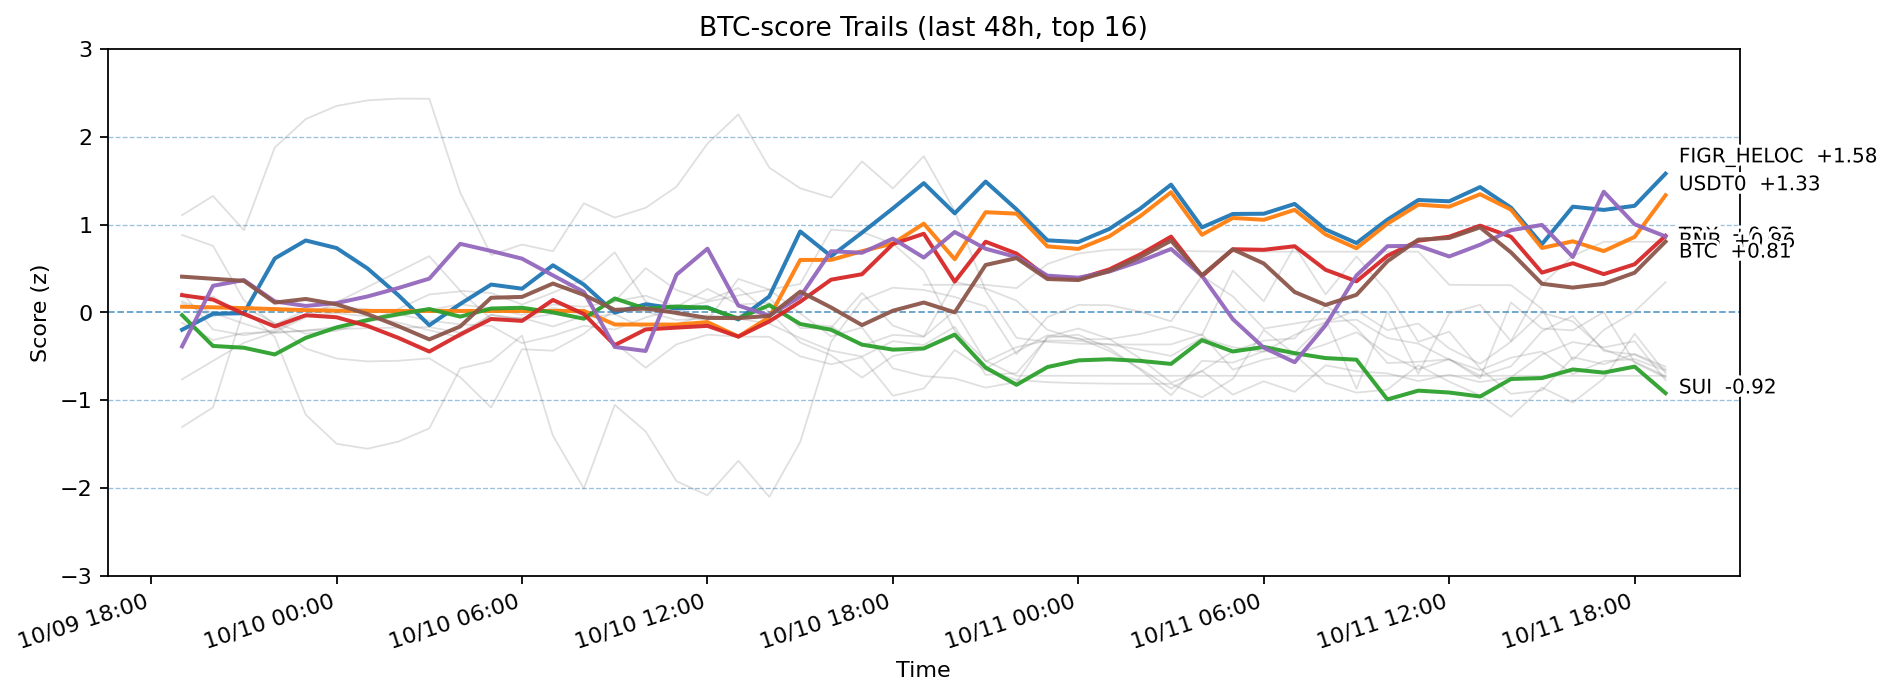 BTC-score Trails (last 48h, top 16)
3
2
1
0
−1
−2
−3
Score (z)
FIGR_HELOC +1.58
USDT0 +1.33
BTC +0.81
SUI -0.92
10/09 18:00
10/10 00:00
10/10 06:00
10/10 12:00
10/10 18:00
10/11 00:00
10/11 06:00
10/11 12:00
10/11 18:00
Time